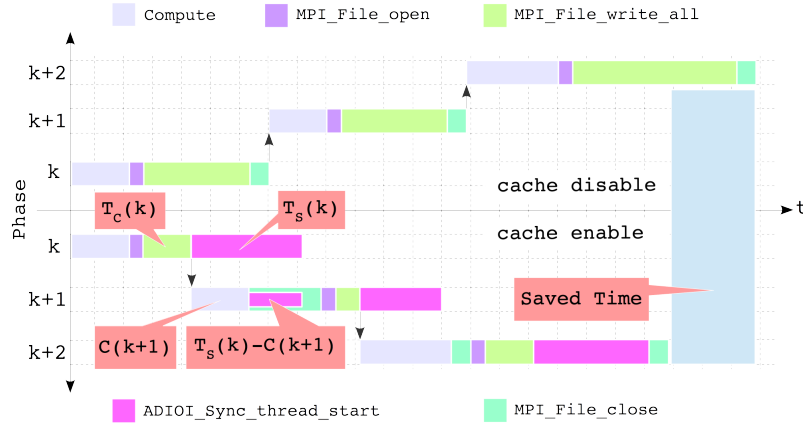 Compute MPI_File_open MPI_File_write_all
k+2
k+1
k
cache disable
T_C(k) T_S(k)
Phase
t
k
cache enable
k+1
Saved Time
C(k+1) T_S(k)-C(k+1)
k+2
ADIOI_Sync_thread_start MPI_File_close